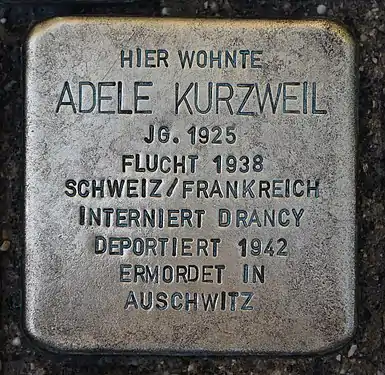 HIER WOHNTE
ADELE KURZWEIL
JG. 1925
FLUCHT 1938
SCHWEIZ/FRANKREICH
INTERNIERT DRANCY
DEPORTIERT 1942
ERMORDET IN
AUSCHWITZ